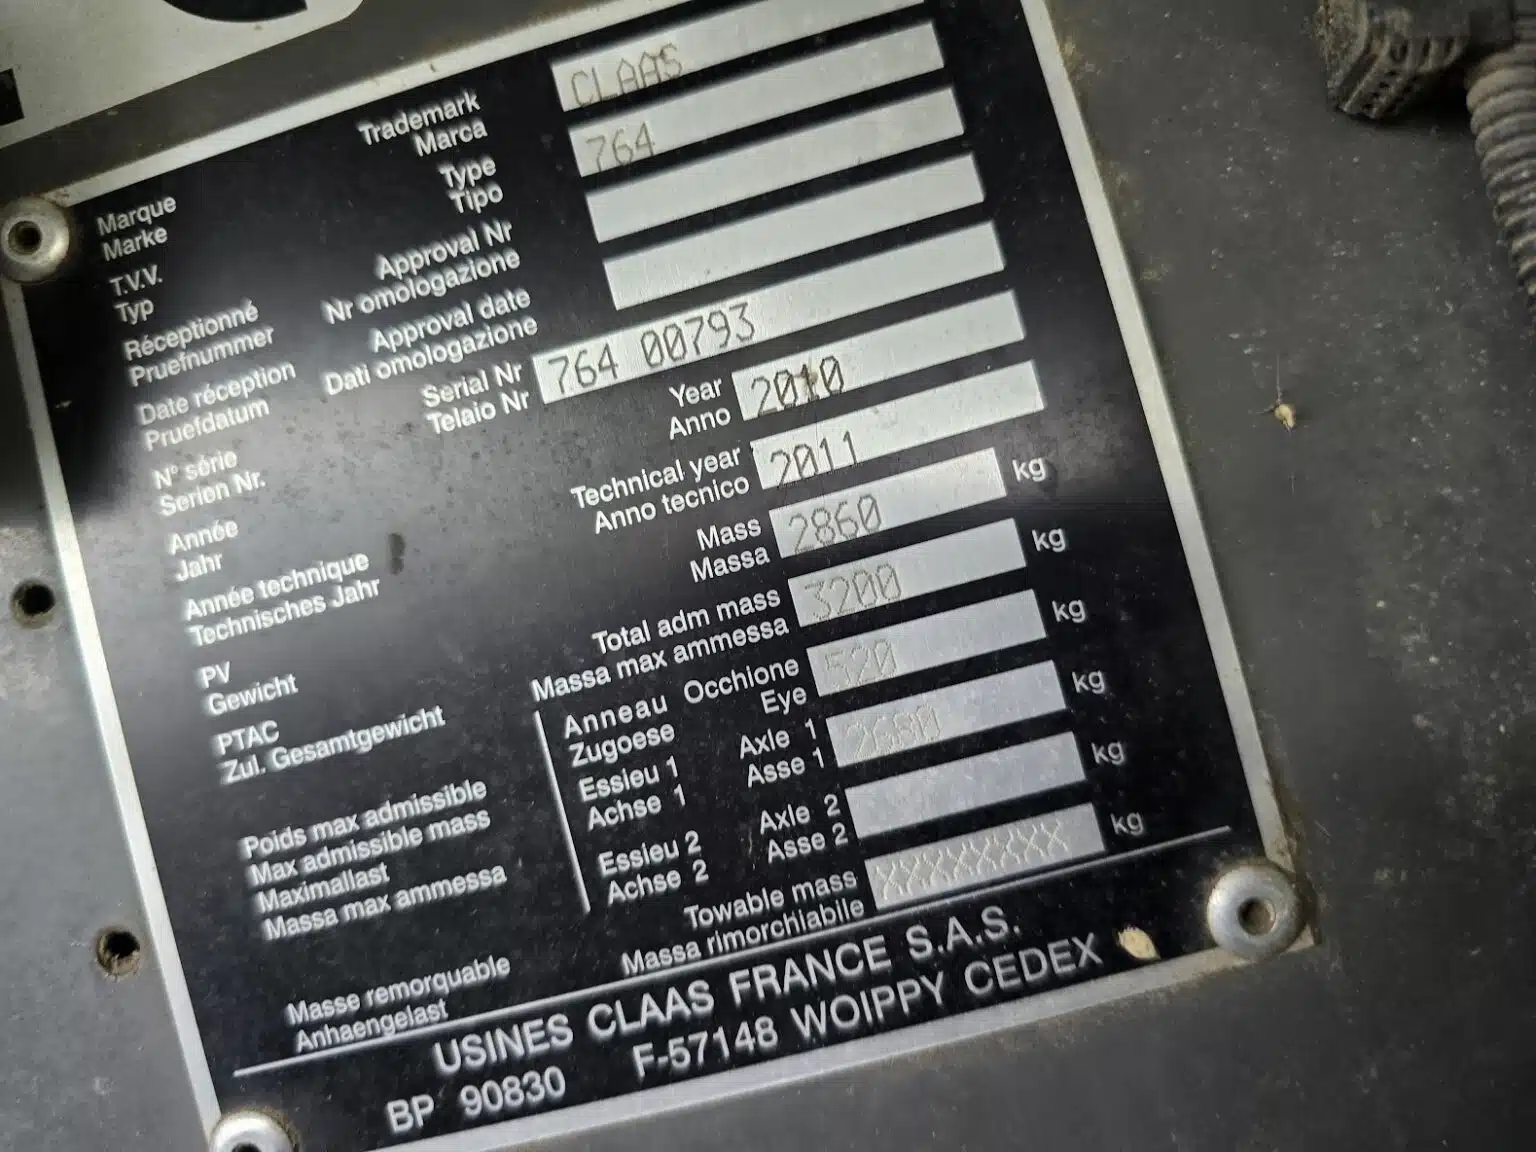 Marque Trademark CLAAS
Marke Marca
T.V.V. Type 764
Typ Tipo
Réceptionné Approval Nr
Pruefnummer Nr omologazione
Date réception Approval date
Pruefdatum Dati omologazione
N° série Serial Nr 764 00793
Serien Nr. Telaio Nr
Année Year 2010
Jahr Anno
Année technique Technical year 2011
Technisches Jahr Anno tecnico
PV Mass 2860 kg
Gewicht Massa
PTAC Total adm mass 3200 kg
Zul. Gesamtgewicht Massa max ammessa
Poids max admissible
Max admissible mass
Maximallast
Massa max ammessa
Anneau Occhione 520 kg
Zugoese Eye
Essieu 1 Axle 1 2680 kg
Achse 1 Asse 1
Essieu 2 Axle 2 kg
Achse 2 Asse 2
Masse remorquable Towable mass XXXXXXXX kg
Anhaengelast Massa rimorchiabile
USINES CLAAS FRANCE S.A.S.
BP 90830 F-57148 WOIPPY CEDEX